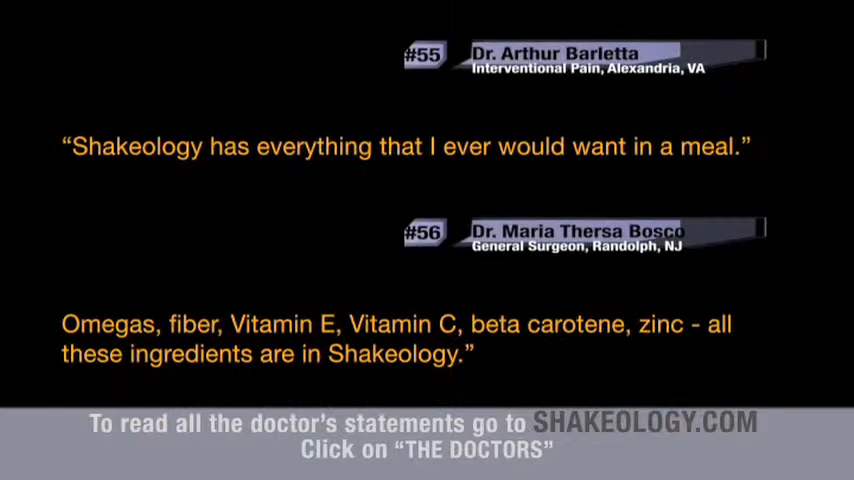 #55 Dr. Arthur Barletta
Interventional Pain, Alexandria, VA
“Shakeology has everything that I ever would want in a meal.”
#56 Dr. Maria Thersa Bosco
General Surgeon, Randolph, NJ
Omegas, fiber, Vitamin E, Vitamin C, beta carotene, zinc - all
these ingredients are in Shakeology.”
To read all the doctor’s statements go to SHAKEOLOGY.COM
Click on “THE DOCTORS”